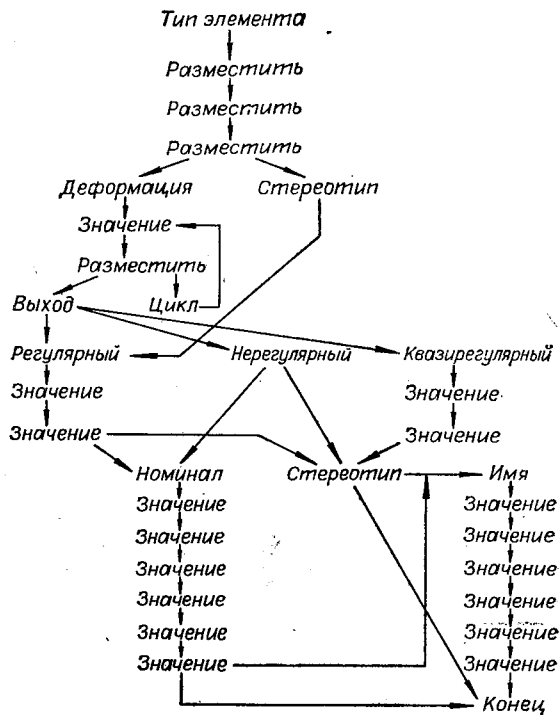 Тип элемента
Разместить
Разместить
Разместить
Деформация Стереотип
Значение
Разместить
Выход Цикл
Регулярный Нерегулярный Квазирегулярный
Значение Значение
Значение Значение
Номинал Стереотип Имя
Значение Значение
Значение Значение
Значение Значение
Значение Значение
Значение Значение
Значение Значение
Конец